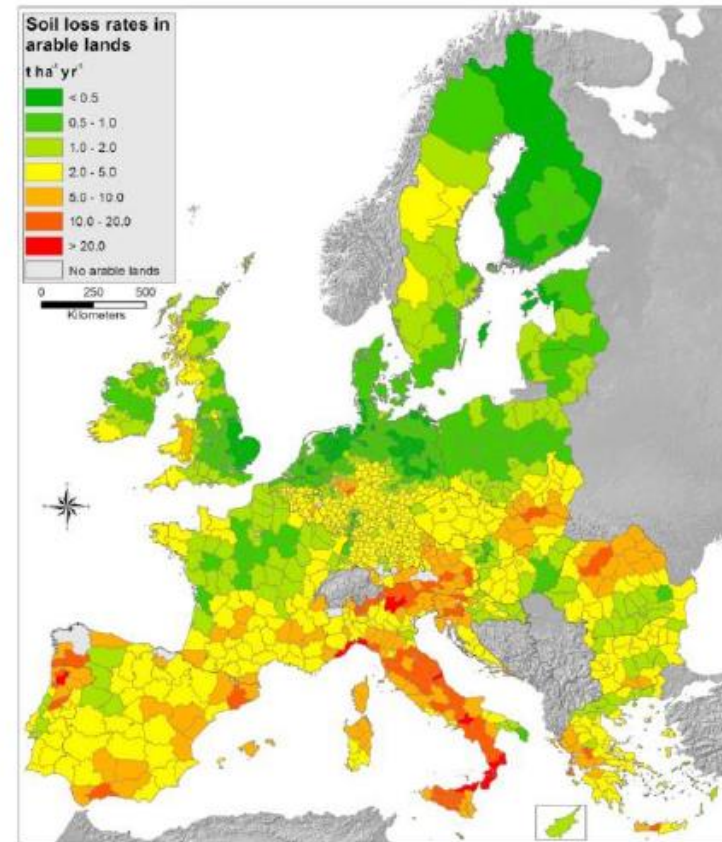 Soil loss rates in
arable lands
t ha⁻¹ yr⁻¹
< 0.5
0.5 - 1.0
1.0 - 2.0
2.0 - 5.0
5.0 - 10.0
10.0 - 20.0
> 20.0
No arable lands
0 250 500
Kilometers